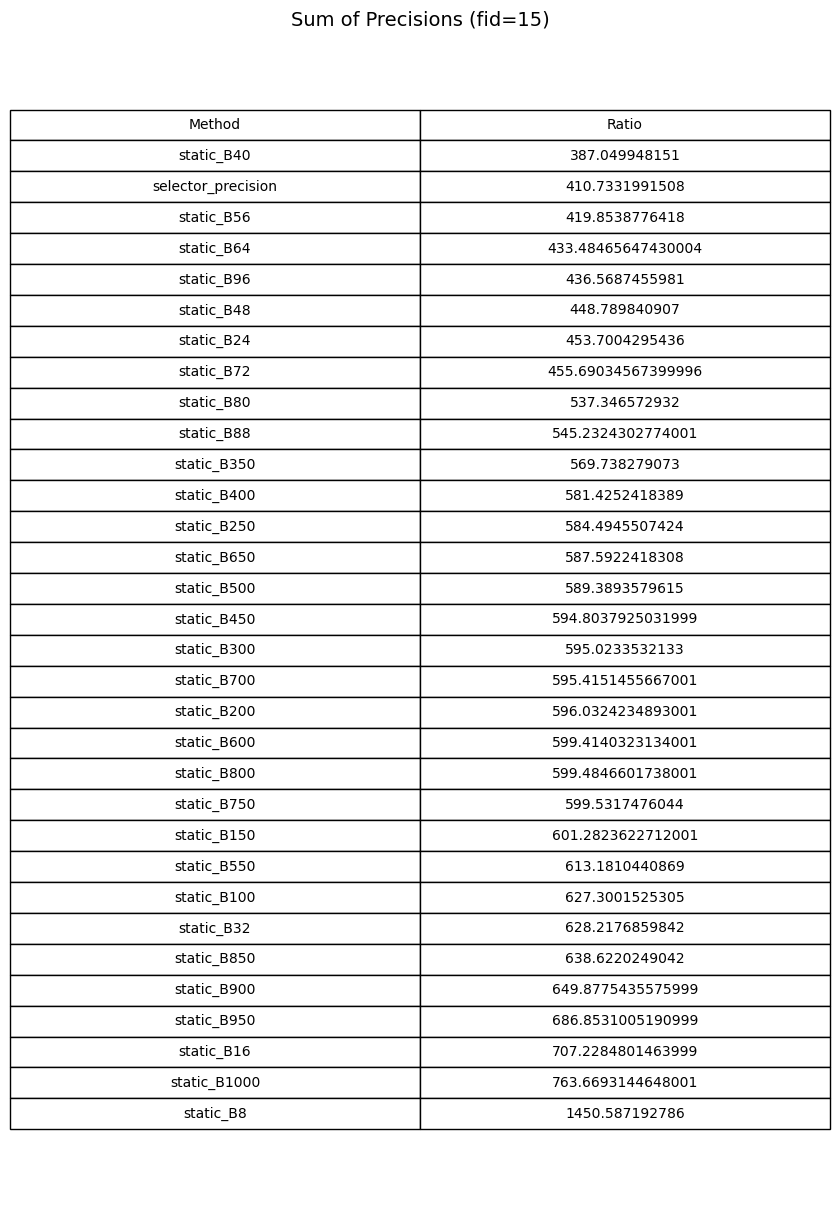 Sum of Precisions (fid=15)
Method Ratio
static_B40 387.049948151
selector_precision 410.7331991508
static_B56 419.8538776418
static_B64 433.48465647430004
static_B96 436.5687455981
static_B48 448.789840907
static_B24 453.7004295436
static_B72 455.69034567399996
static_B80 537.346572932
static_B88 545.2324302774001
static_B350 569.738279073
static_B400 581.4252418389
static_B250 584.4945507424
static_B650 587.5922418308
static_B500 589.3893579615
static_B450 594.8037925031999
static_B300 595.0233532133
static_B700 595.4151455667001
static_B200 596.0324234893001
static_B600 599.4140323134001
static_B800 599.4846601738001
static_B750 599.5317476044
static_B150 601.2823622712001
static_B550 613.1810440869
static_B100 627.3001525305
static_B32 628.2176859842
static_B850 638.6220249042
static_B900 649.8775435575999
static_B950 686.8531005190999
static_B16 707.2284801463999
static_B1000 763.6693144648001
static_B8 1450.587192786